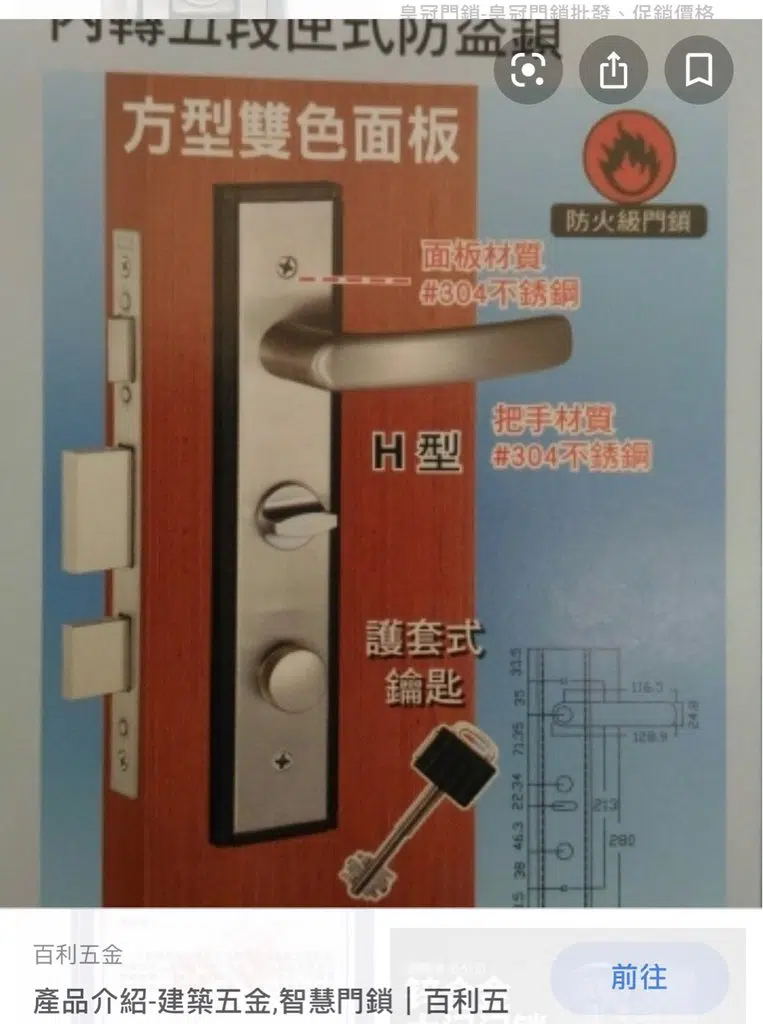 皇冠門鎖-皇冠門鎖批發、促銷價格
內轉五段匣式防盜鎖
方型雙色面板
防火級門鎖
面板材質
#304不銹鋼
把手材質
#304不銹鋼
H型
護套式
鑰匙
33.5
35
71.35
22.34
46.3
38
116.5
24.8
128.9
213
280
百利五金
前往
產品介紹-建築五金,智慧門鎖｜百利五